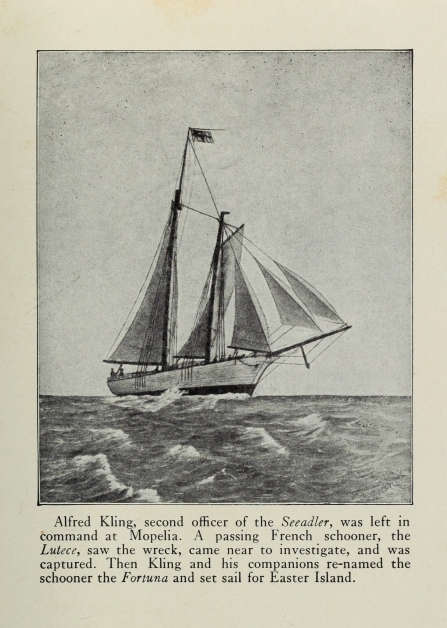 Alfred Kling, second officer of the Seeadler, was left in
command at Mopelia. A passing French schooner, the
Lutece, saw the wreck, came near to investigate, and was
captured. Then Kling and his companions re-named the
schooner the Fortuna and set sail for Easter Island.